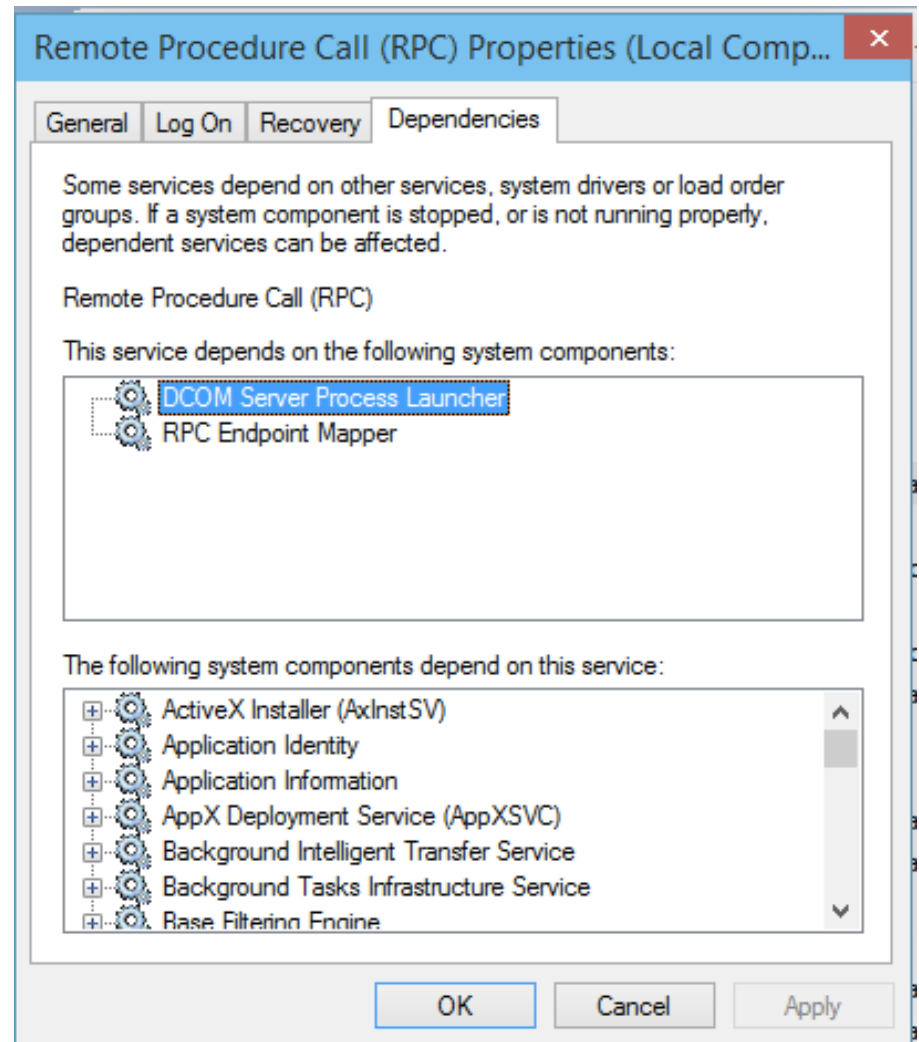 Remote Procedure Call (RPC) Properties (Local Comp...
General
Log On
Recovery
Dependencies
Some services depend on other services, system drivers or load order
groups. If a system component is stopped, or is not running properly,
dependent services can be affected.
Remote Procedure Call (RPC)
This service depends on the following system components:
DCOM Server Process Launcher
RPC Endpoint Mapper
The following system components depend on this service:
ActiveX Installer (AxInstSV)
Application Identity
Application Information
AppX Deployment Service (AppXSVC)
Background Intelligent Transfer Service
Background Tasks Infrastructure Service
Base Filtering Engine
OK
Cancel
Apply